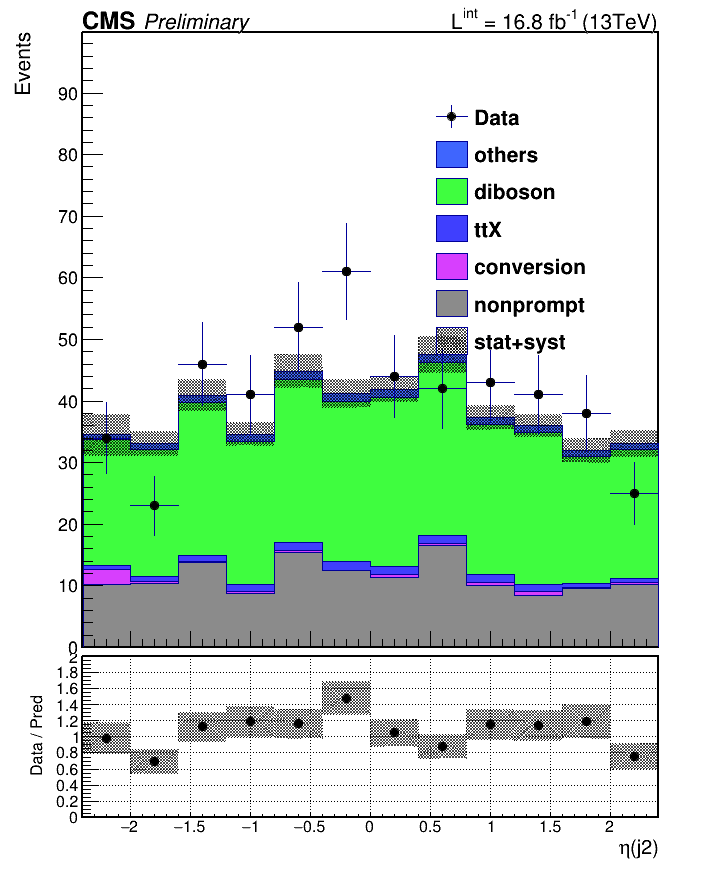 CMS Preliminary
L^int = 16.8 fb^-1 (13TeV)
Events
90
80
70
60
50
40
30
20
10
0
Data
others
diboson
ttX
conversion
nonprompt
stat+syst
Data / Pred
2
1.8
1.6
1.4
1.2
1
0.8
0.6
0.4
0.2
0
−2 −1.5 −1 −0.5 0 0.5 1 1.5 2
η(j2)